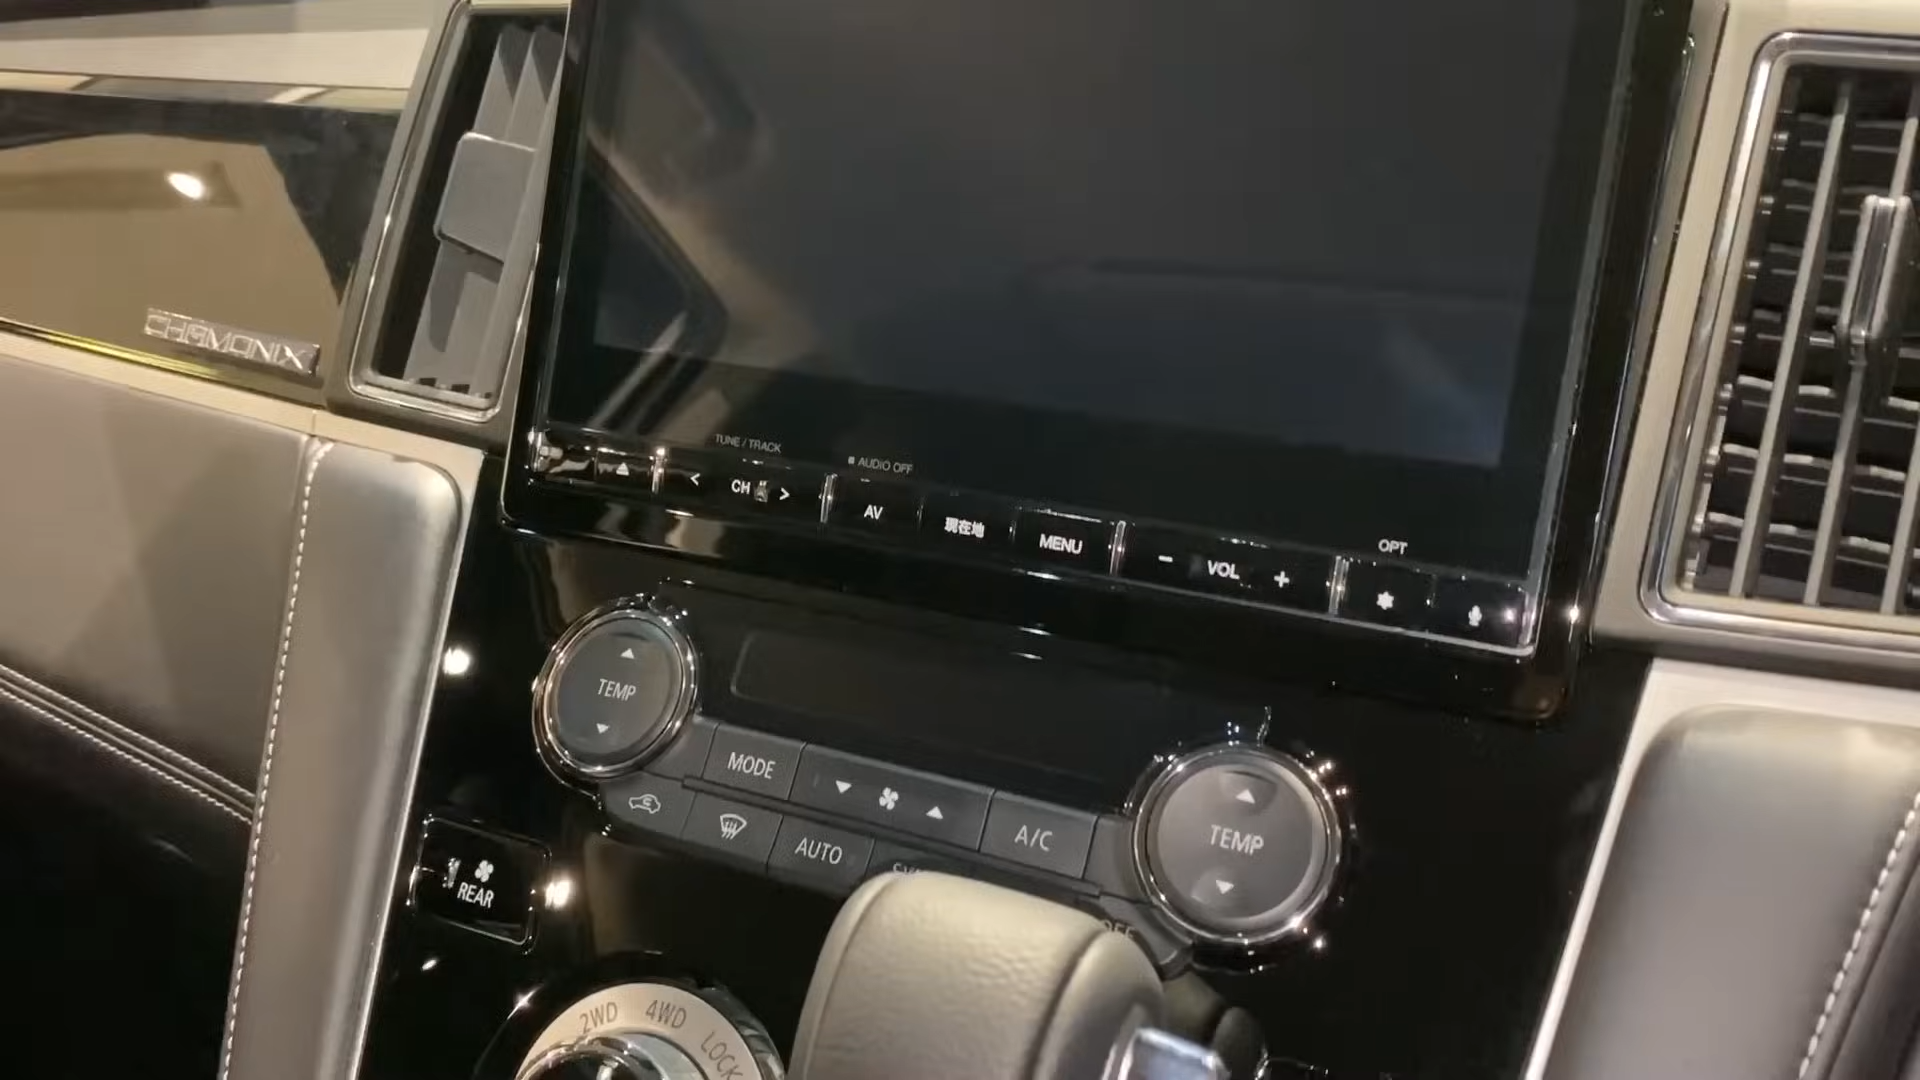 CHAMONIX
TUNE / TRACK
AUDIO OFF
< CH >
AV
現在地
MENU
OPT
− VOL +
TEMP
MODE
A/C
TEMP
AUTO
REAR
OFF
2WD 4WD LOCK